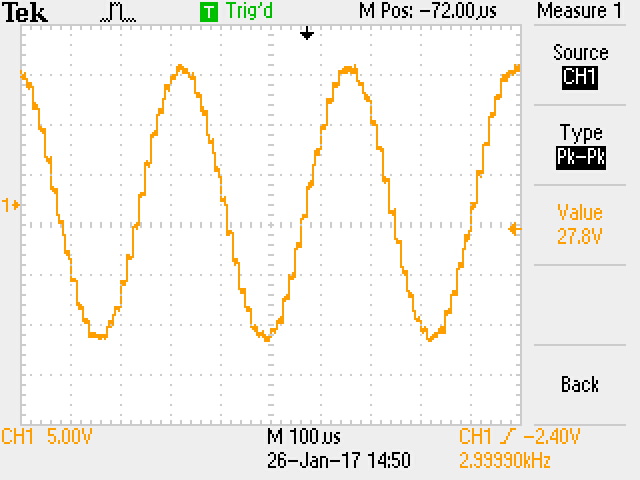 Tek T Trig'd M Pos: -72.00µs Measure 1
Source
CH1
Type
Pk-Pk
Value
27.8V
Back
1
CH1 5.00V M 100µs CH1 -2.40V
26-Jan-17 14:50 2.99990kHz